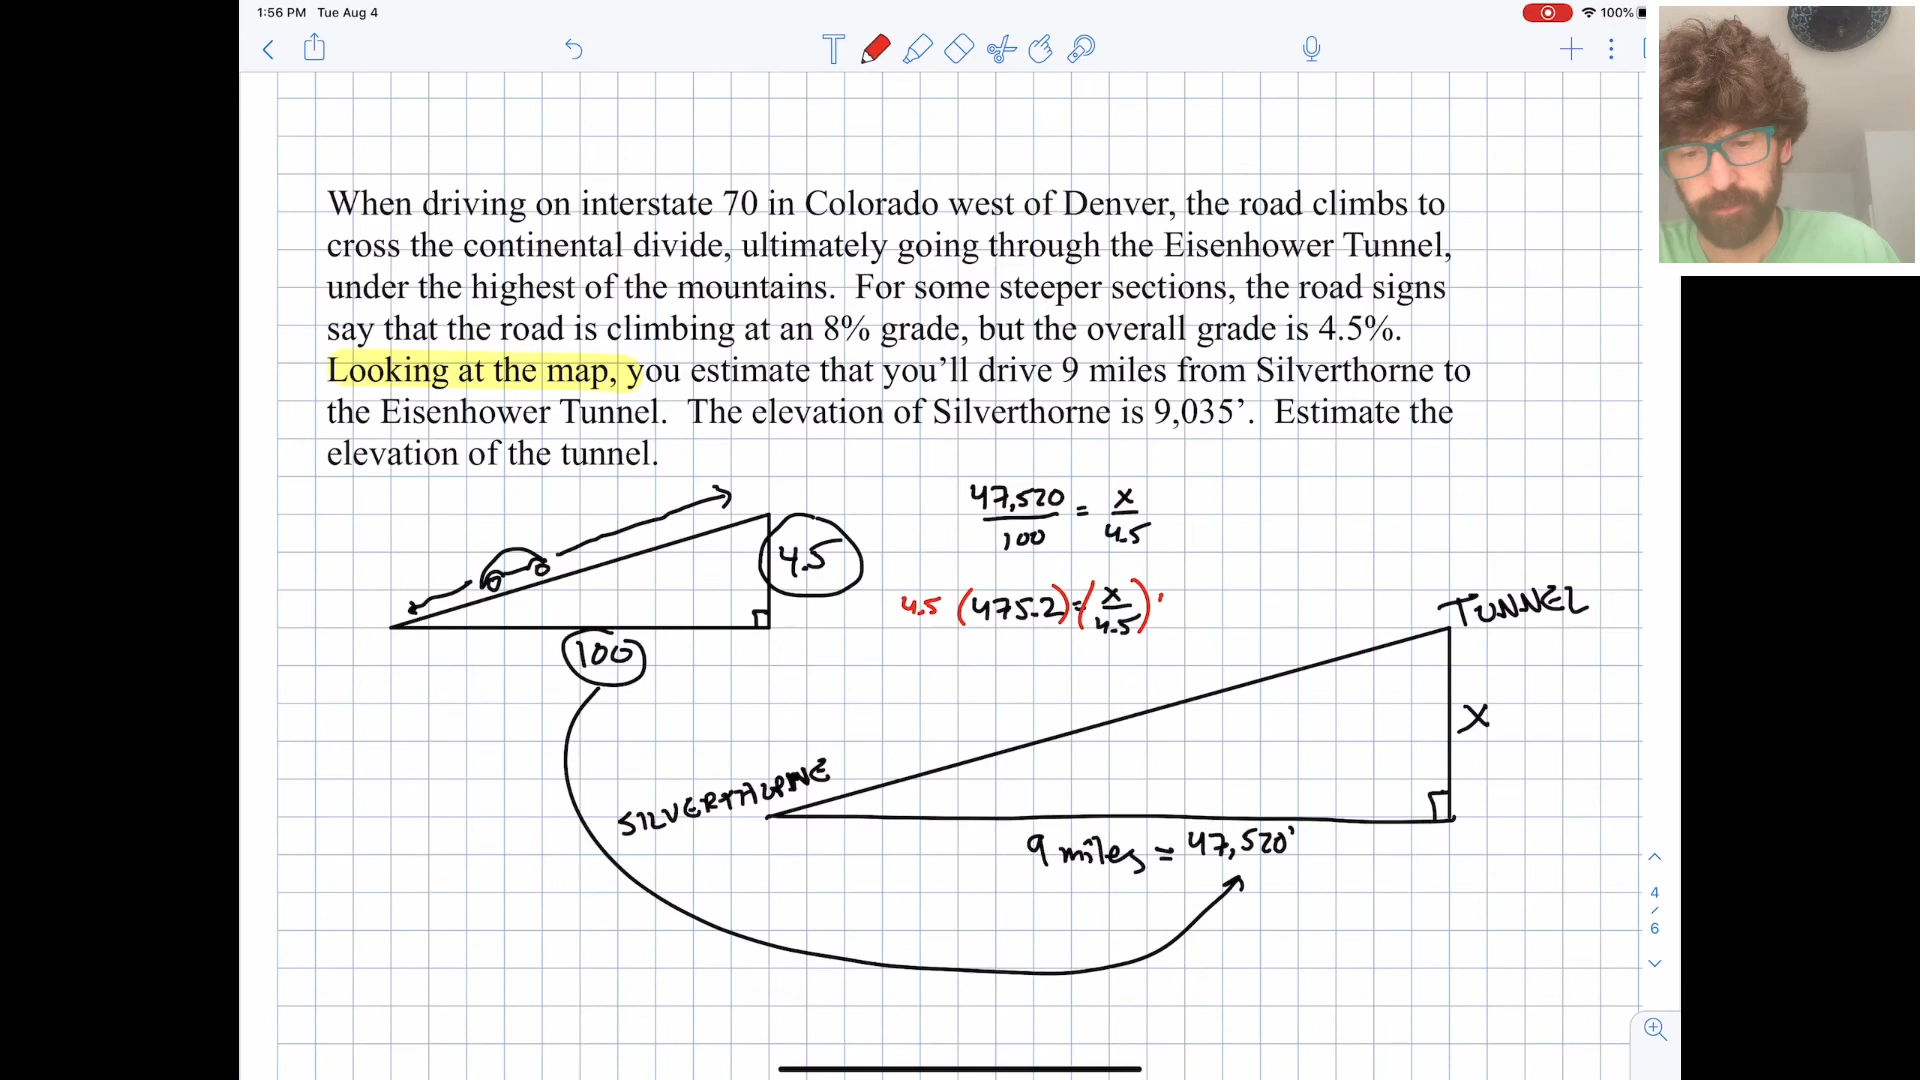 1:56 PM Tue Aug 4
100%
T
When driving on interstate 70 in Colorado west of Denver, the road climbs to
cross the continental divide, ultimately going through the Eisenhower Tunnel,
under the highest of the mountains. For some steeper sections, the road signs
say that the road is climbing at an 8% grade, but the overall grade is 4.5%.
Looking at the map, you estimate that you’ll drive 9 miles from Silverthorne to
the Eisenhower Tunnel. The elevation of Silverthorne is 9,035’. Estimate the
elevation of the tunnel.
47,520/100 = x/4.5
4.5
4.5 (475.2) = (x/4.5)
TUNNEL
100
X
SILVERTHORNE
9 miles = 47,520'
4
/
6